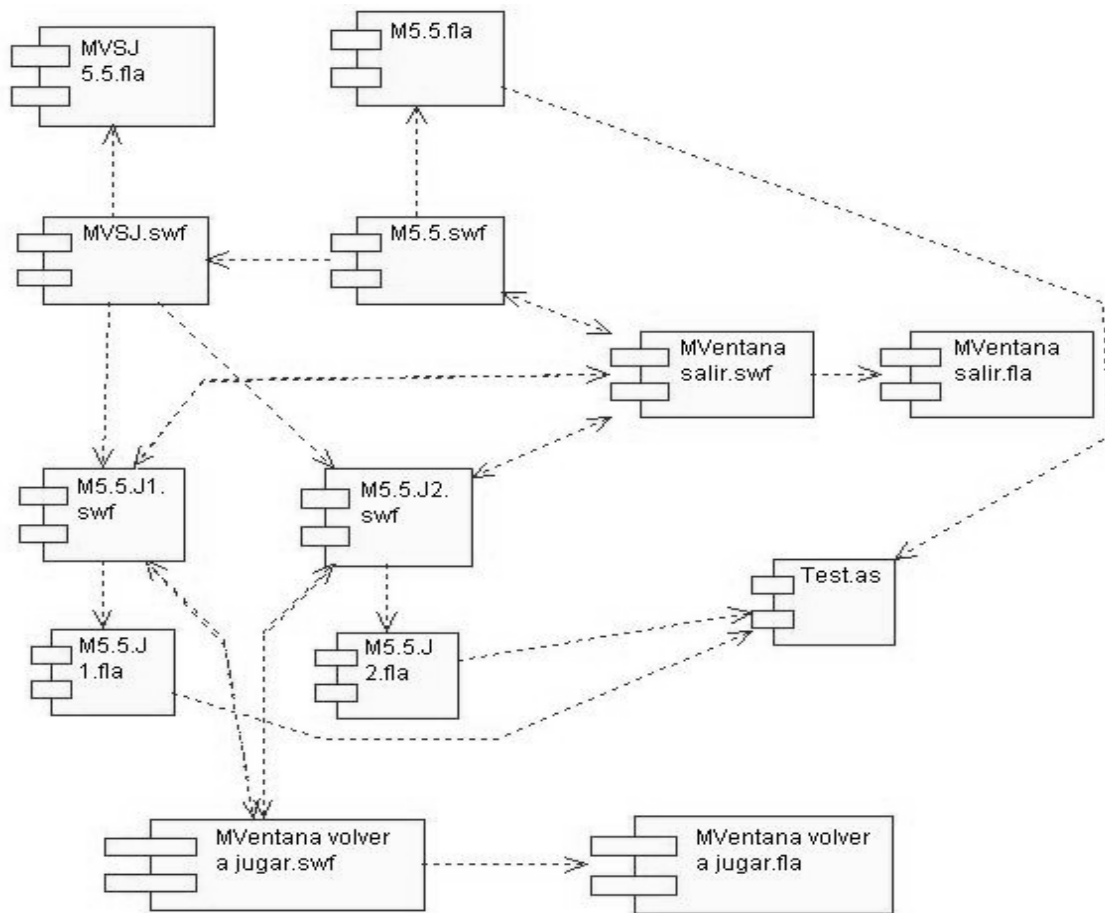 MVSJ
5.5.fla
M5.5.fla
MVSJ.swf
M5.5.swf
MVentana
salir.swf
MVentana
salir.fla
M5.5.J1.
swf
M5.5.J2.
swf
Test.as
M5.5.J
1.fla
M5.5.J
2.fla
MVentana volver
a jugar.swf
MVentana volver
a jugar.fla